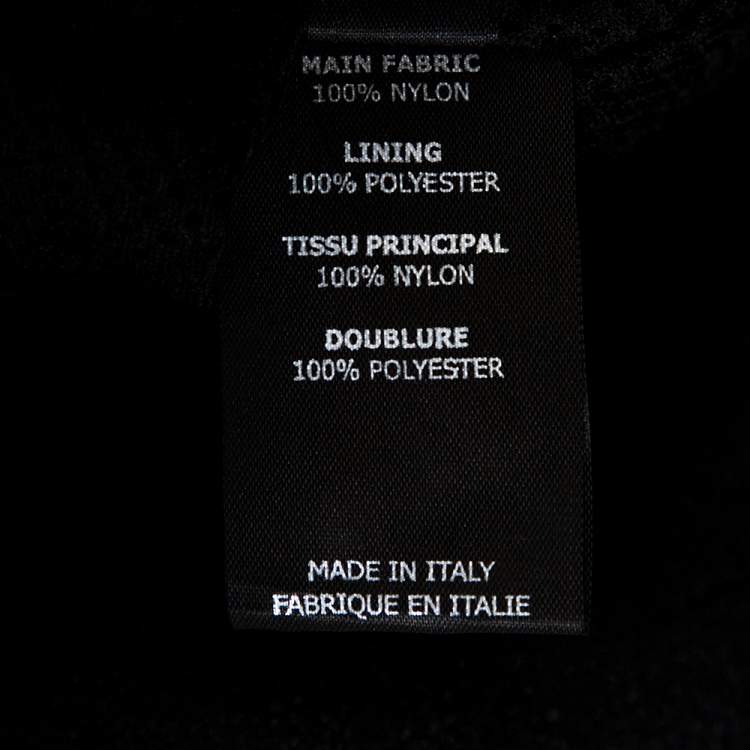 MAIN FABRIC
100% NYLON
LINING
100% POLYESTER
TISSU PRINCIPAL
100% NYLON
DOUBLURE
100% POLYESTER
MADE IN ITALY
FABRIQUE EN ITALIE